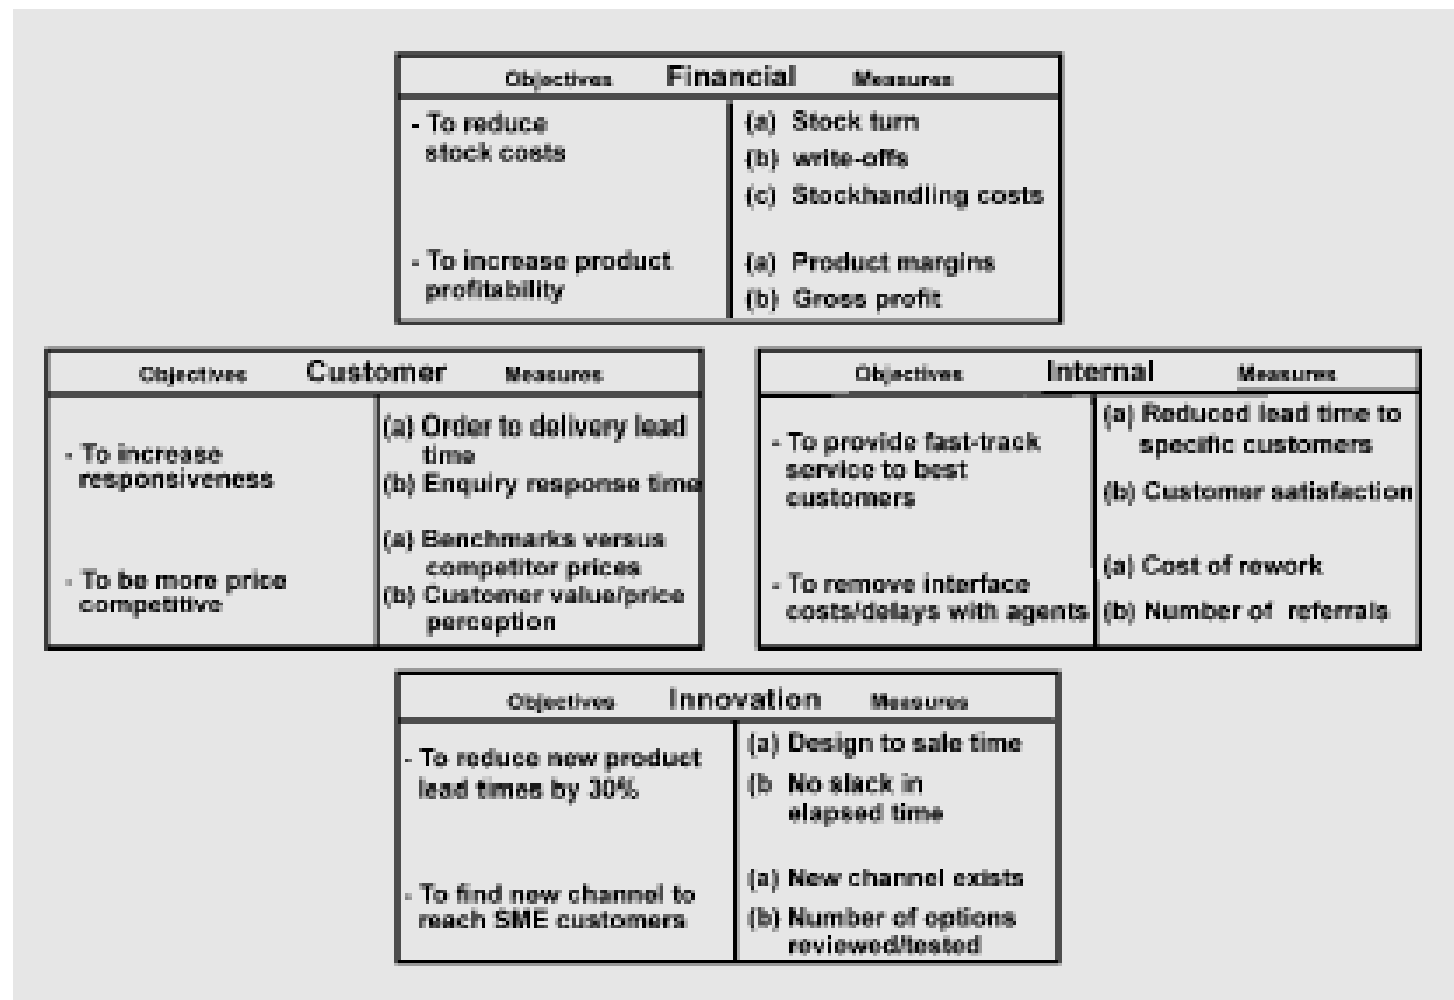 Objectives Financial Measures
- To reduce
stock costs
(a) Stock turn
(b) write-offs
(c) Stockhandling costs
- To increase product
profitability
(a) Product margins
(b) Gross profit
Objectives Customer Measures
- To increase
responsiveness
(a) Order to delivery lead
time
(b) Enquiry response time
- To be more price
competitive
(a) Benchmarks versus
competitor prices
(b) Customer value/price
perception
Objectives Internal Measures
- To provide fast-track
service to best
customers
(a) Reduced lead time to
specific customers
(b) Customer satisfaction
- To remove interface
costs/delays with agents
(a) Cost of rework
(b) Number of referrals
Objectives Innovation Measures
- To reduce new product
lead times by 30%
(a) Design to sale time
(b No slack in
elapsed time
- To find new channel to
reach SME customers
(a) New channel exists
(b) Number of options
reviewed/tested